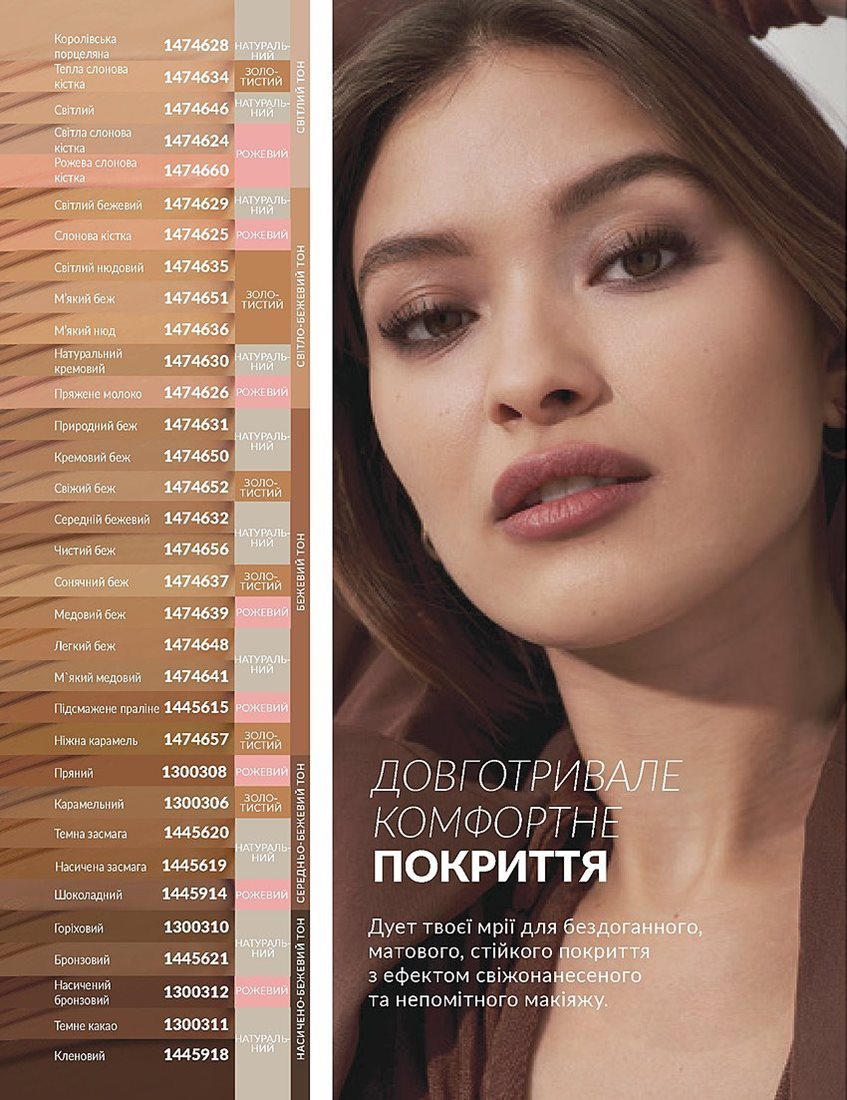 Королівська
порцеляна 1474628 НАТУРАЛЬ-
НИЙ
Тепла слонова
кістка 1474634 ЗОЛО-
ТИСТИЙ
Світлий 1474646 НАТУРАЛЬ-
НИЙ
Світла слонова
кістка 1474624
РОЖЕВИЙ
Рожева слонова
кістка 1474660
СВІТЛИЙ ТОН
Світлий бежевий 1474629 НАТУРАЛЬ-
НИЙ
Слонова кістка 1474625 РОЖЕВИЙ
Світлий нюдовий 1474635
М'який беж 1474651 ЗОЛО-
ТИСТИЙ
М'який нюд 1474636
Натуральний
кремовий 1474630 НАТУРАЛЬ-
НИЙ
Пряжене молоко 1474626 РОЖЕВИЙ
СВІТЛО-БЕЖЕВИЙ ТОН
Природний беж 1474631
НАТУРАЛЬ-
НИЙ
Кремовий беж 1474650
Свіжий беж 1474652 ЗОЛО-
ТИСТИЙ
Середній бежевий 1474632
НАТУРАЛЬ-
НИЙ
Чистий беж 1474656
Сонячний беж 1474637 ЗОЛО-
ТИСТИЙ
Медовий беж 1474639 РОЖЕВИЙ
Легкий беж 1474648
НАТУРАЛЬ-
НИЙ
М`який медовий 1474641
Підсмажене праліне 1445615 РОЖЕВИЙ
Ніжна карамель 1474657 ЗОЛО-
ТИСТИЙ
БЕЖЕВИЙ ТОН
Пряний 1300308 РОЖЕВИЙ
Карамельний 1300306 ЗОЛО-
ТИСТИЙ
Темна засмага 1445620
НАТУРАЛЬ-
НИЙ
Насичена засмага 1445619
Шоколадний 1445914 РОЖЕВИЙ
СЕРЕДНЬО-БЕЖЕВИЙ ТОН
Горіховий 1300310
НАТУРАЛЬ-
НИЙ
Бронзовий 1445621
Насичений
бронзовий 1300312 РОЖЕВИЙ
Темне какао 1300311
НАТУРАЛЬ-
НИЙ
Кленовий 1445918
НАСИЧЕНО-БЕЖЕВИЙ ТОН
ДОВГОТРИВАЛЕ
КОМФОРТНЕ
ПОКРИТТЯ
Дует твоєї мрії для бездоганного,
матового, стійкого покриття
з ефектом свіжонанесеного
та непомітного макіяжу.